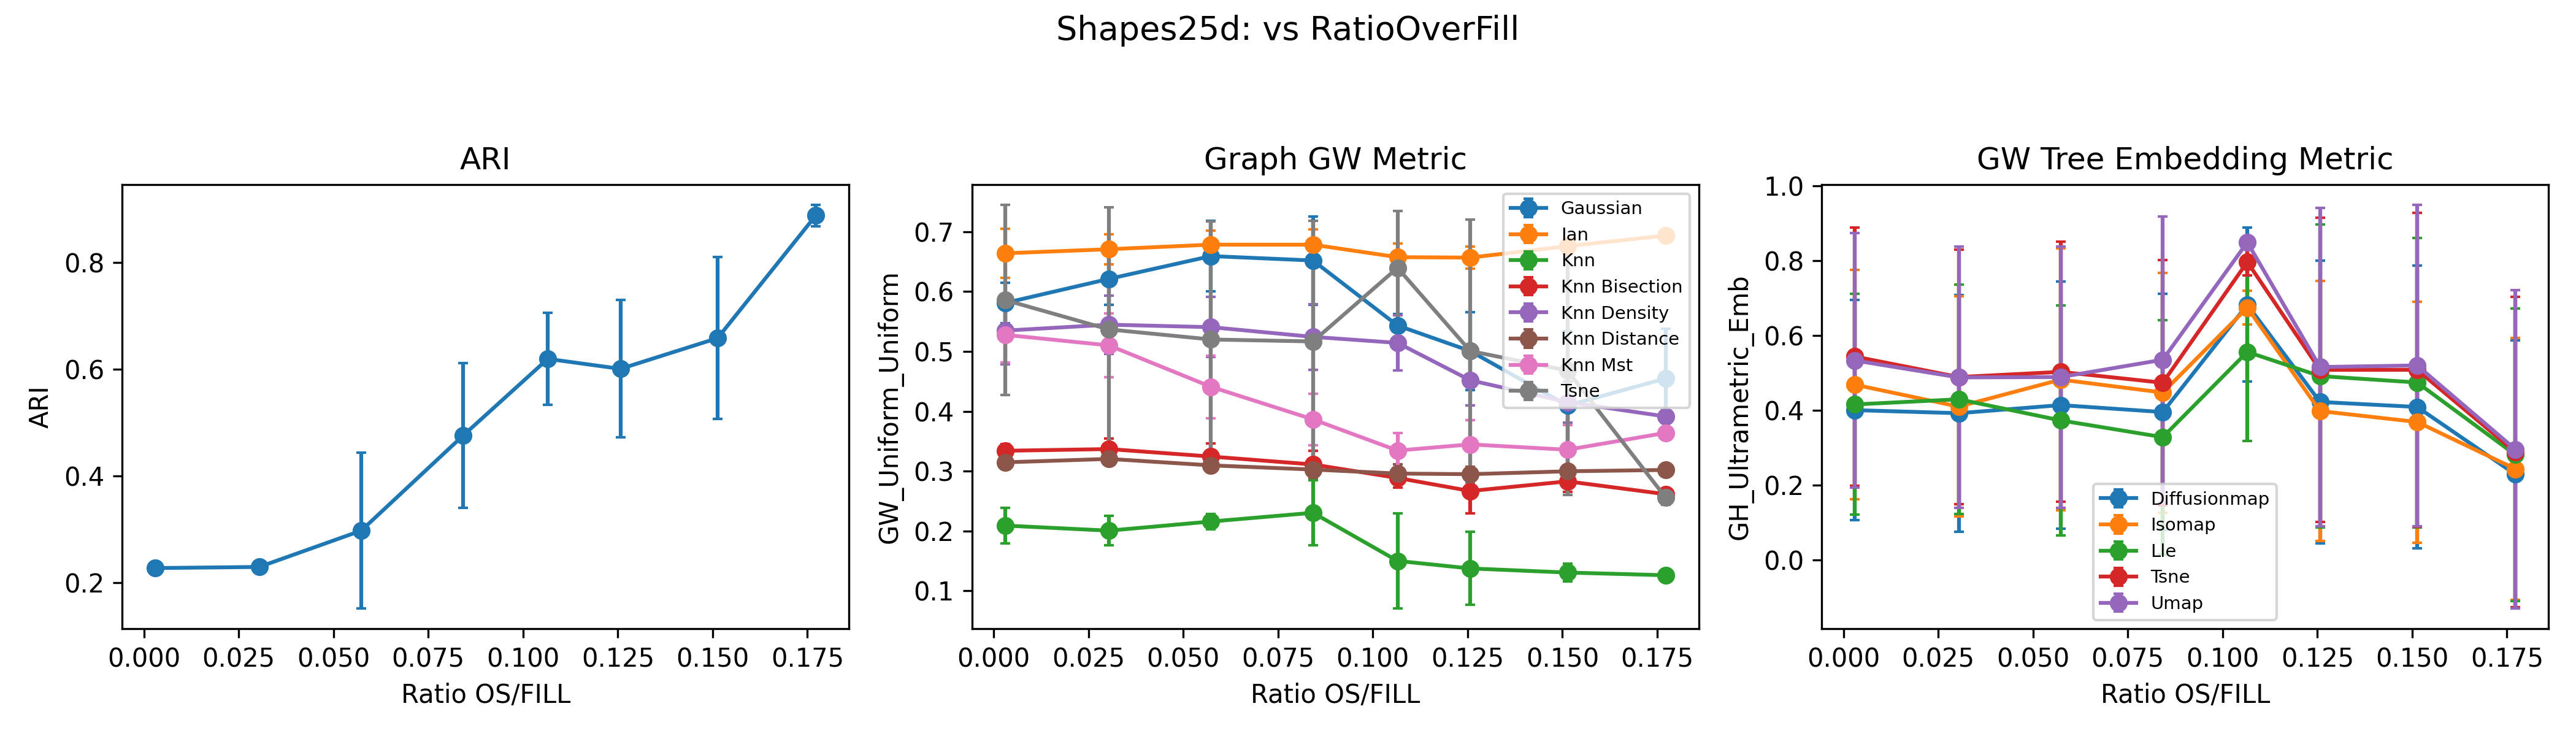 Shapes25d: vs RatioOverFill
ARI
ARI
0.8
0.6
0.4
0.2
0.000 0.025 0.050 0.075 0.100 0.125 0.150 0.175
Ratio OS/FILL
Graph GW Metric
GW_Uniform_Uniform
0.7
0.6
0.5
0.4
0.3
0.2
0.1
Gaussian
Ian
Knn
Knn Bisection
Knn Density
Knn Distance
Knn Mst
Tsne
0.000 0.025 0.050 0.075 0.100 0.125 0.150 0.175
Ratio OS/FILL
GW Tree Embedding Metric
GH_Ultrametric_Emb
1.0
0.8
0.6
0.4
0.2
0.0
Diffusionmap
Isomap
Lle
Tsne
Umap
0.000 0.025 0.050 0.075 0.100 0.125 0.150 0.175
Ratio OS/FILL